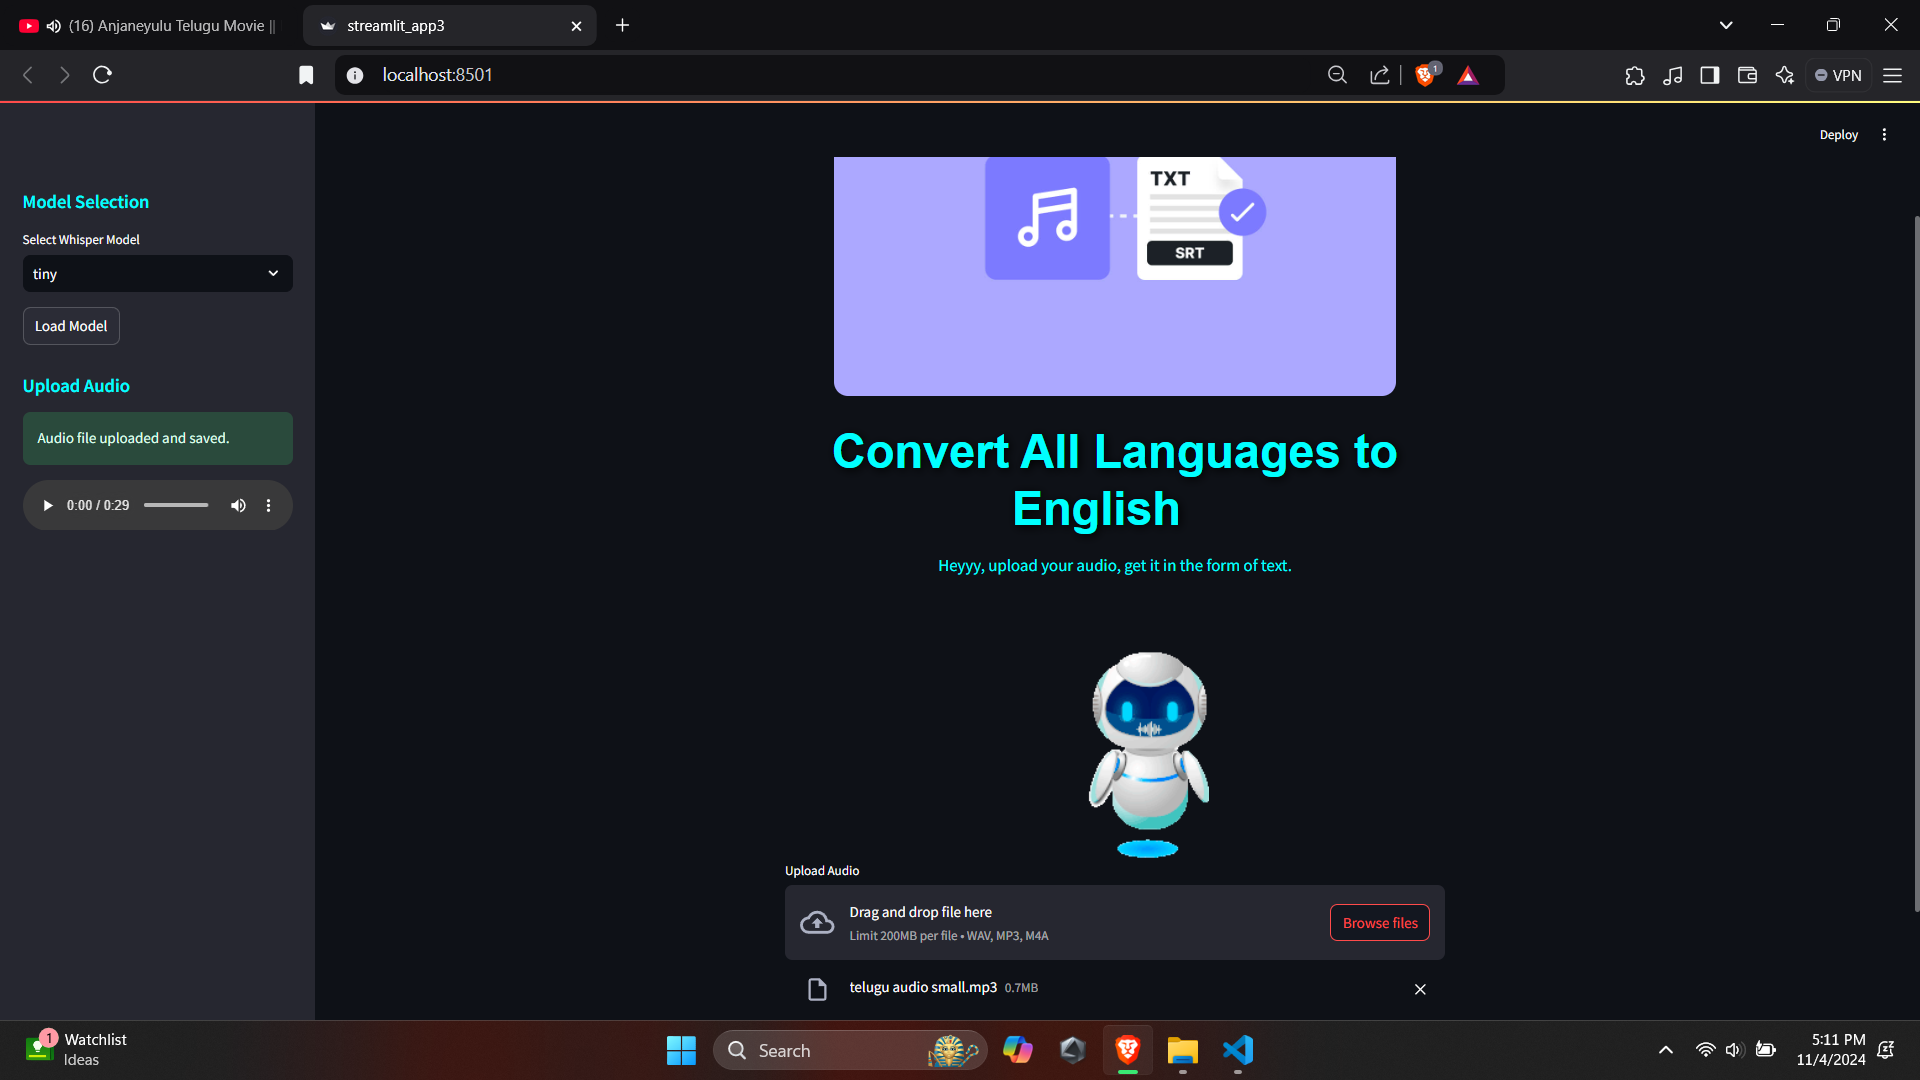 (16) Anjaneyulu Telugu Movie ||
streamlit_app3
localhost:8501
1
VPN
Deploy
Model Selection
Select Whisper Model
tiny
Load Model
Upload Audio
Audio file uploaded and saved.
0:00 / 0:29
TXT
SRT
Convert All Languages to
English
Heyyy, upload your audio, get it in the form of text.
Upload Audio
Drag and drop file here
Limit 200MB per file • WAV, MP3, M4A
Browse files
telugu audio small.mp3 0.7MB
1
Watchlist
Ideas
Search
5:11 PM
11/4/2024